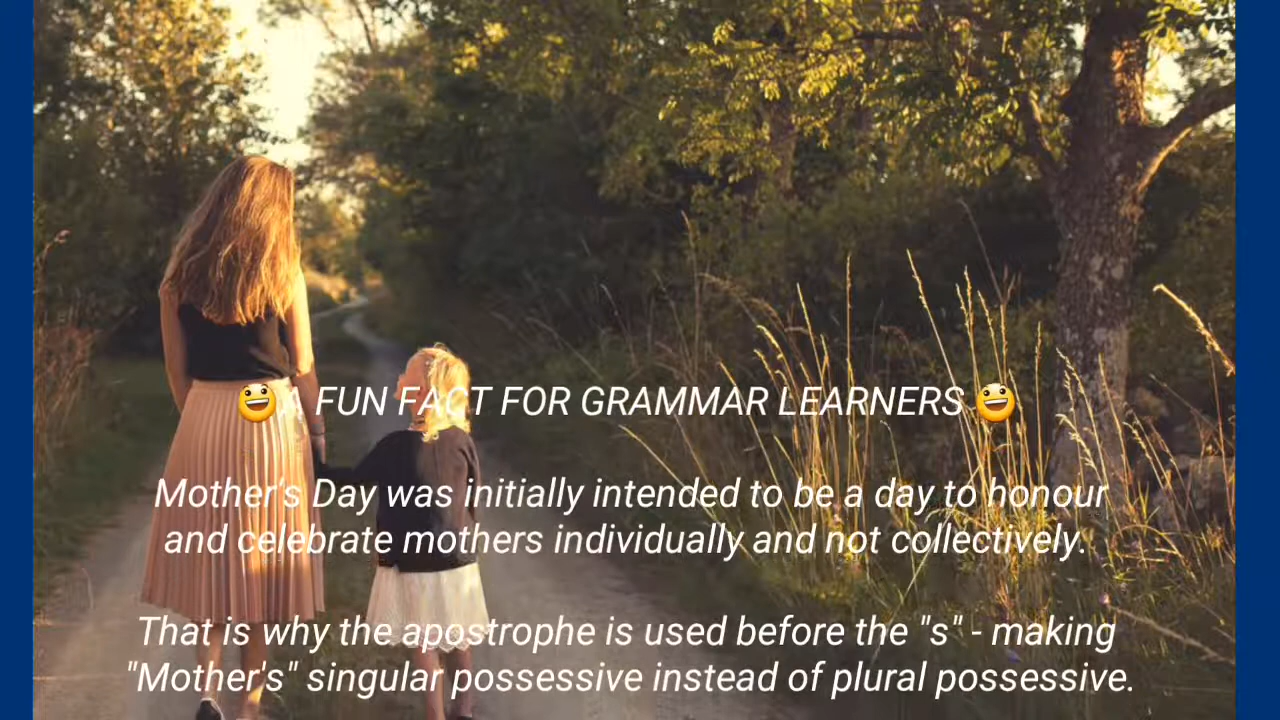 😃 A FUN FACT FOR GRAMMAR LEARNERS 😃
Mother's Day was initially intended to be a day to honour
and celebrate mothers individually and not collectively.
That is why the apostrophe is used before the "s" - making
"Mother's" singular possessive instead of plural possessive.